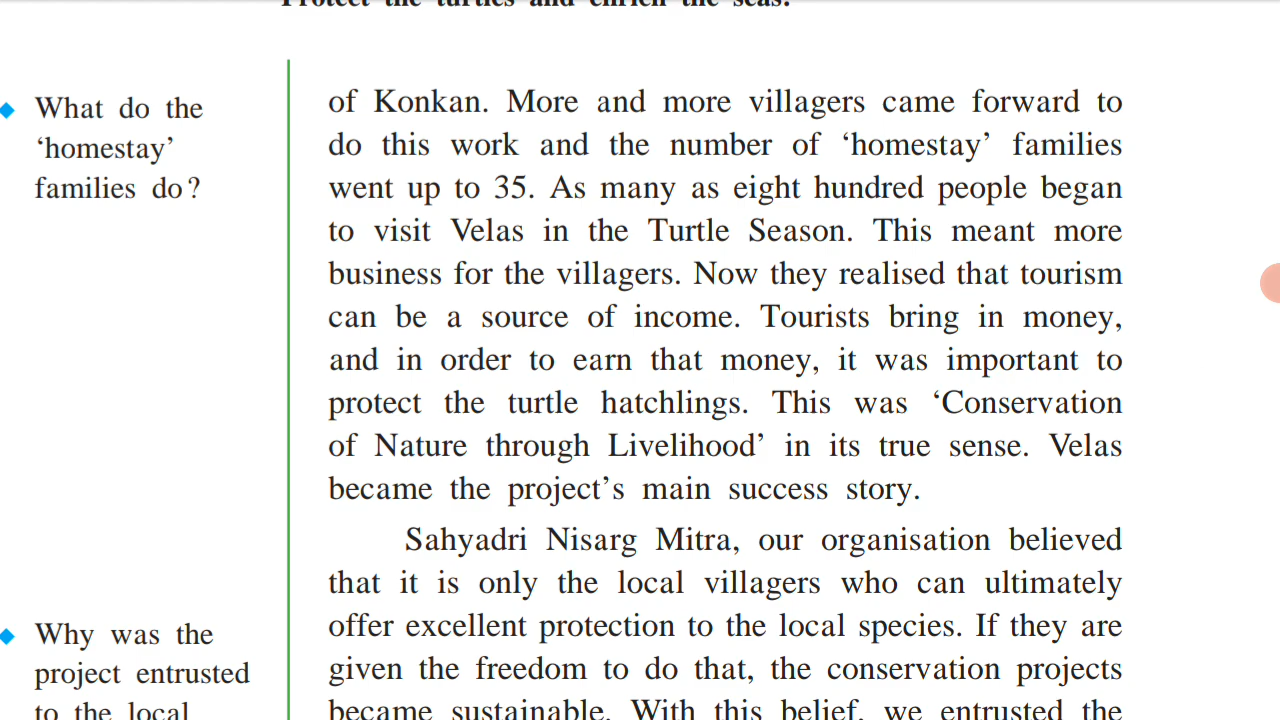 Protect the turtles and enrich the seas.
What do the
‘homestay’
families do?
of Konkan. More and more villagers came forward to
do this work and the number of ‘homestay’ families
went up to 35. As many as eight hundred people began
to visit Velas in the Turtle Season. This meant more
business for the villagers. Now they realised that tourism
can be a source of income. Tourists bring in money,
and in order to earn that money, it was important to
protect the turtle hatchlings. This was ‘Conservation
of Nature through Livelihood’ in its true sense. Velas
became the project’s main success story.
Sahyadri Nisarg Mitra, our organisation believed
that it is only the local villagers who can ultimately
offer excellent protection to the local species. If they are
given the freedom to do that, the conservation projects
became sustainable. With this belief, we entrusted the
Why was the
project entrusted
to the local